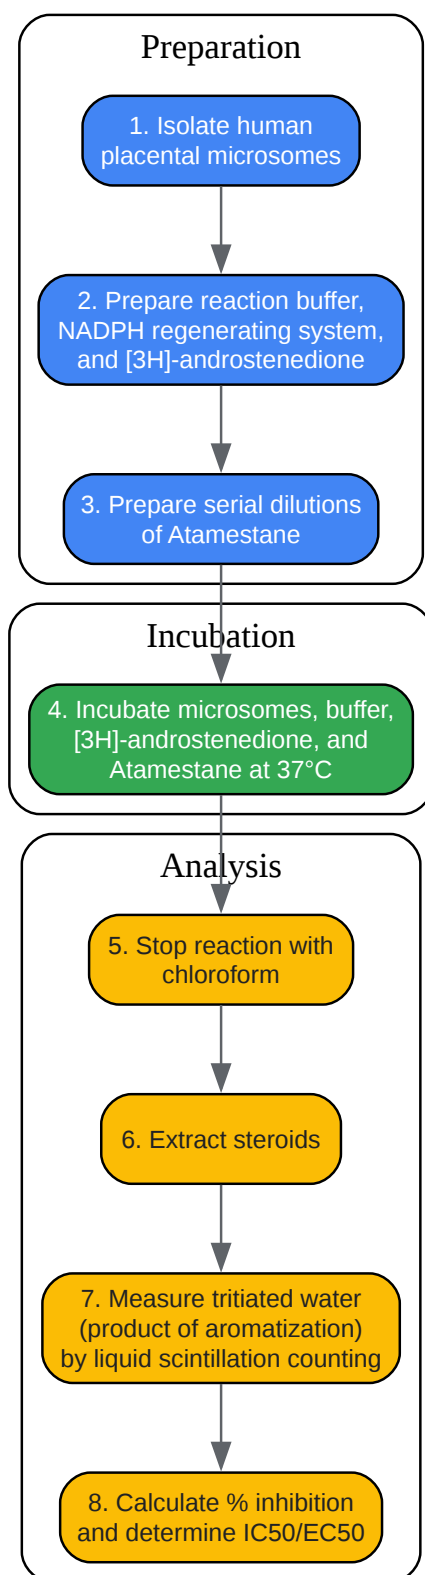 Preparation
1. Isolate human
placental microsomes
2. Prepare reaction buffer,
NADPH regenerating system,
and [3H]-androstenedione
3. Prepare serial dilutions
of Atamestane
Incubation
4. Incubate microsomes, buffer,
[3H]-androstenedione, and
Atamestane at 37°C
Analysis
5. Stop reaction with
chloroform
6. Extract steroids
7. Measure tritiated water
(product of aromatization)
by liquid scintillation counting
8. Calculate % inhibition
and determine IC50/EC50